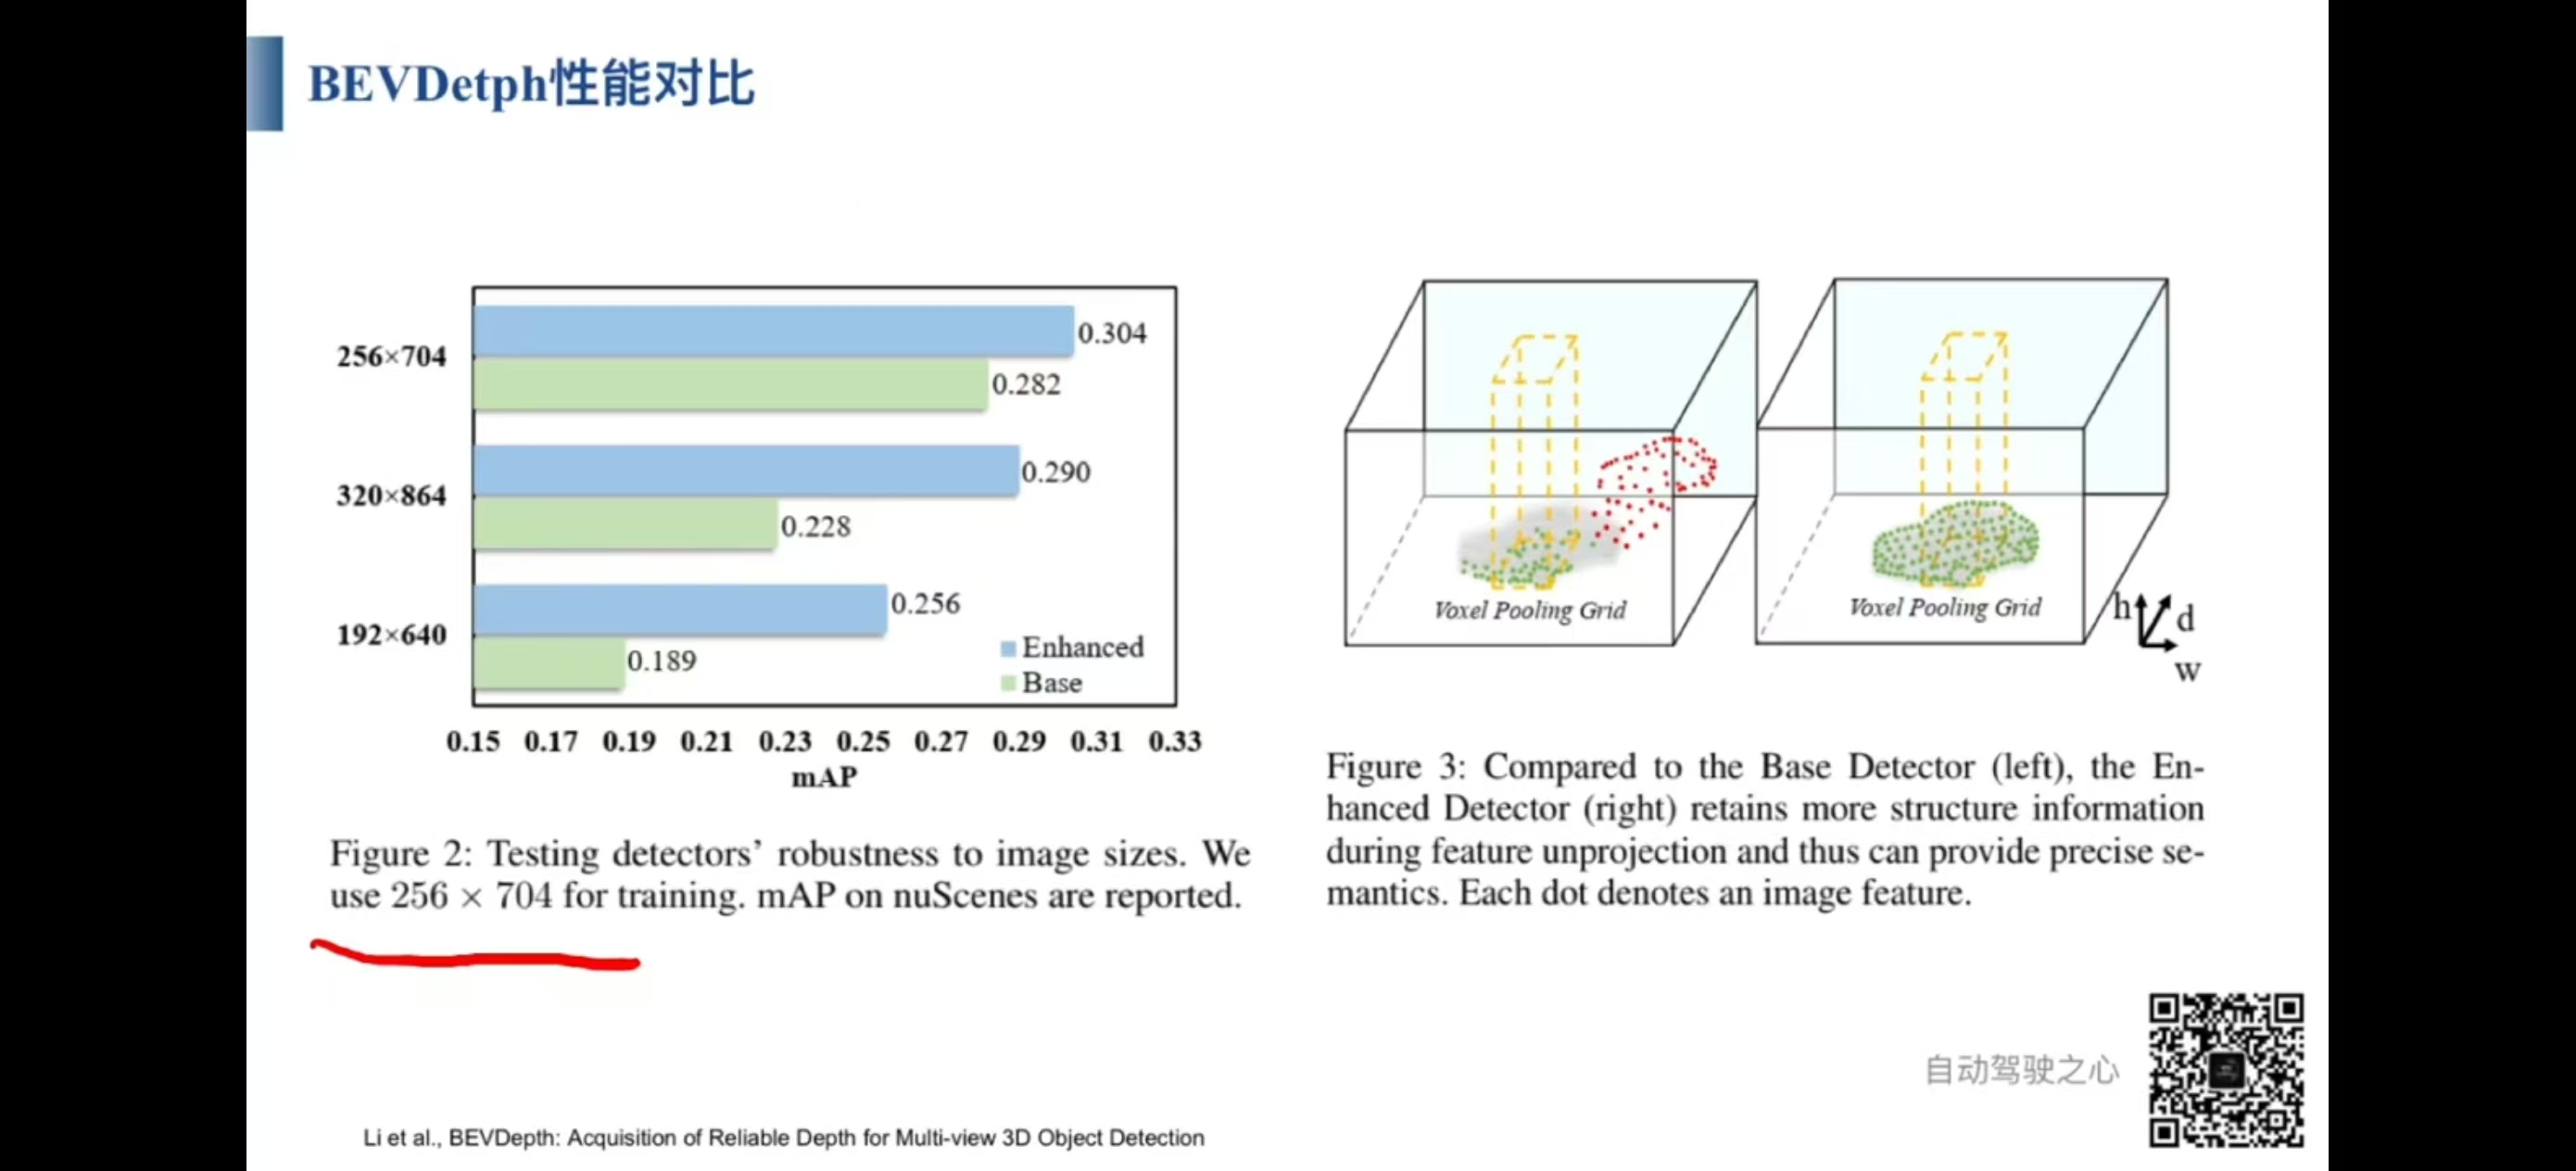 BEVDetph性能对比
256×704
0.304
0.282
320×864
0.290
0.228
192×640
0.256
0.189
Enhanced
Base
0.15 0.17 0.19 0.21 0.23 0.25 0.27 0.29 0.31 0.33
mAP
Figure 2: Testing detectors’ robustness to image sizes. We
use 256 × 704 for training. mAP on nuScenes are reported.
Voxel Pooling Grid
Voxel Pooling Grid
h
d
w
Figure 3: Compared to the Base Detector (left), the En-
hanced Detector (right) retains more structure information
during feature unprojection and thus can provide precise se-
mantics. Each dot denotes an image feature.
自动驾驶之心
Li et al., BEVDepth: Acquisition of Reliable Depth for Multi-view 3D Object Detection